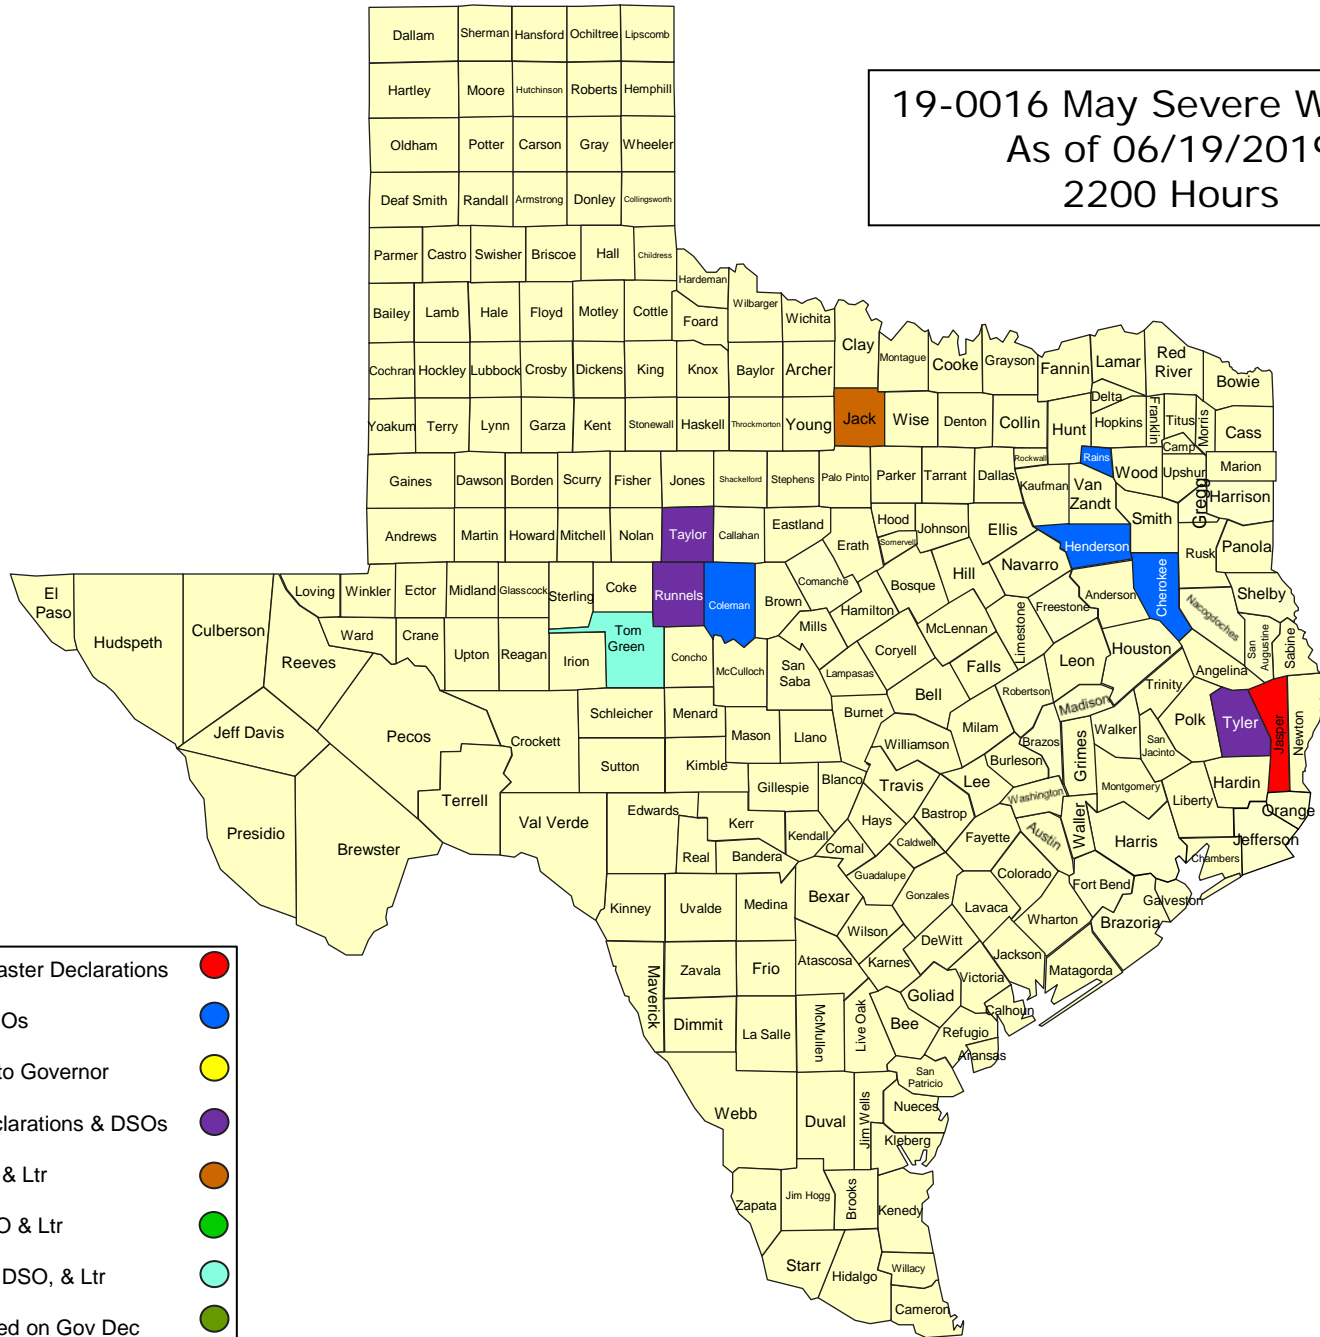 19-0016 May Severe W
As of 06/19/2019
2200 Hours
Dallam Sherman Hansford Ochiltree Lipscomb
Hartley Moore Hutchinson Roberts Hemphill
Oldham Potter Carson Gray Wheeler
Deaf Smith Randall Armstrong Donley Collingsworth
Parmer Castro Swisher Briscoe Hall Childress
Hardeman
Bailey Lamb Hale Floyd Motley Cottle Foard Wilbarger Wichita
Clay Montague Cooke Grayson Fannin Lamar Red
River
Bowie
Cochran Hockley Lubbock Crosby Dickens King Knox Baylor Archer
Delta
Yoakum Terry Lynn Garza Kent Stonewall Haskell Throckmorton Young Jack Wise Denton Collin Hunt Hopkins Franklin Titus Morris Cass
Camp
Rockwall Rains
Gaines Dawson Borden Scurry Fisher Jones Shackelford Stephens Palo Pinto Parker Tarrant Dallas Kaufman Van
Zandt
Wood Upshur Marion
Gregg Harrison
Andrews Martin Howard Mitchell Nolan Taylor Callahan Eastland Erath Hood Somervell Johnson Ellis Henderson Smith Rusk Panola
El
Paso
Hudspeth Culberson Loving Winkler Ector Midland Glasscock Sterling Coke Runnels Coleman Brown Comanche Hamilton Bosque Hill Navarro Freestone Anderson Cherokee Nacogdoches Shelby
Reeves Ward Crane Upton Reagan Irion Tom
Green
Concho McCulloch San
Saba
Mills Lampasas Coryell McLennan Limestone Falls Leon Houston Angelina San
Augustine
Sabine
Jeff Davis Pecos Crockett Schleicher Menard Mason Llano Burnet Bell Milam Robertson Madison Trinity Walker Polk Tyler Jasper Newton
Sutton Kimble Gillespie Blanco Williamson Travis Lee Burleson Brazos Grimes San
Jacinto
Montgomery Liberty Hardin Orange
Presidio Brewster Terrell Val Verde Edwards Real Kerr Bandera Kendall Comal Hays Caldwell Bastrop Fayette Washington Austin Waller Harris Chambers Jefferson
Kinney Uvalde Medina Bexar Guadalupe Gonzales Lavaca Colorado Wharton Fort Bend Brazoria Galveston
Maverick Zavala Frio Atascosa Wilson Karnes DeWitt Jackson Matagorda
Dimmit La Salle McMullen Live Oak Bee Goliad Victoria Calhoun Refugio Aransas
San
Patricio
Webb Duval Jim Wells Nueces
Kleberg
Zapata Jim Hogg Brooks Kenedy
Starr Hidalgo Willacy
Cameron
aster Declarations
Os
to Governor
clarations & DSOs
& Ltr
O & Ltr
DSO, & Ltr
ed on Gov Dec